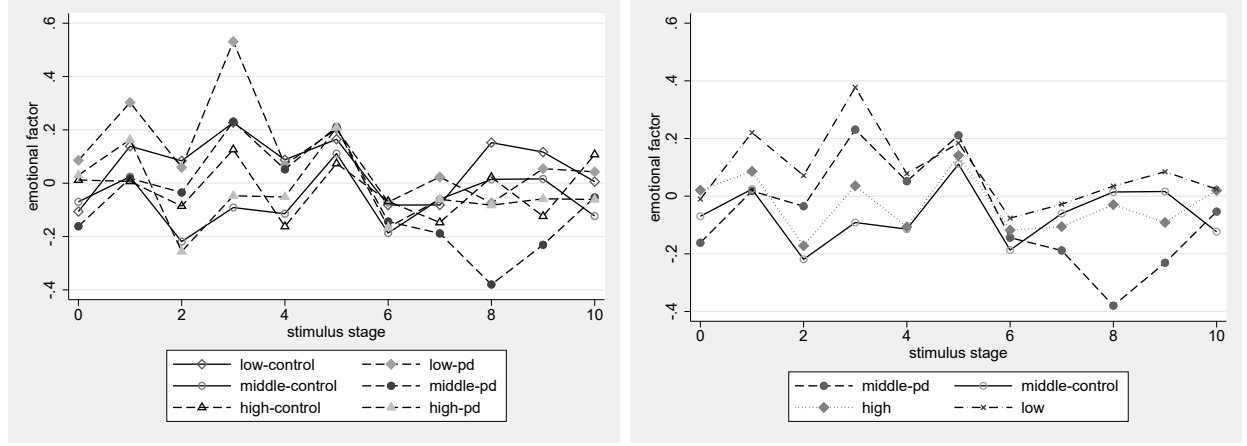 .6
.4
.2
0
-.2
-.4
emotional factor
0 2 4 6 8 10
stimulus stage
low-control low-pd
middle-control middle-pd
high-control high-pd
.6
.4
.2
0
-.2
-.4
emotional factor
0 2 4 6 8 10
stimulus stage
middle-pd middle-control
high low